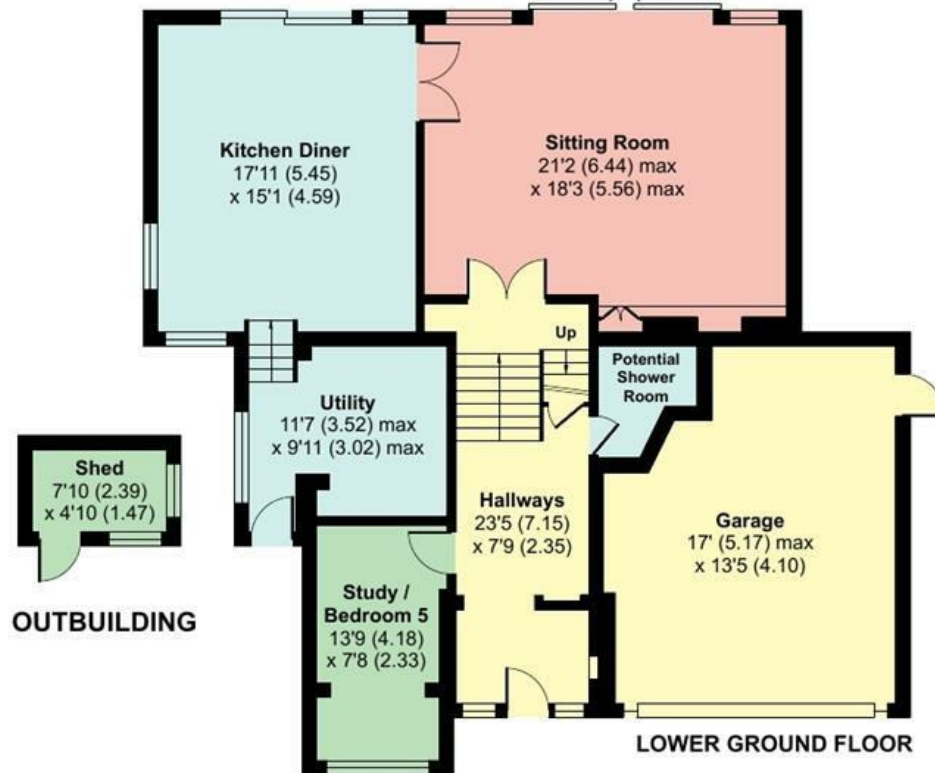 Kitchen Diner
17'11 (5.45)
x 15'1 (4.59)
Sitting Room
21'2 (6.44) max
x 18'3 (5.56) max
Up
Potential
Shower
Room
Utility
11'7 (3.52) max
x 9'11 (3.02) max
Shed
7'10 (2.39)
x 4'10 (1.47)
Hallways
23'5 (7.15)
x 7'9 (2.35)
Garage
17' (5.17) max
x 13'5 (4.10)
Study /
Bedroom 5
13'9 (4.18)
x 7'8 (2.33)
OUTBUILDING
LOWER GROUND FLOOR